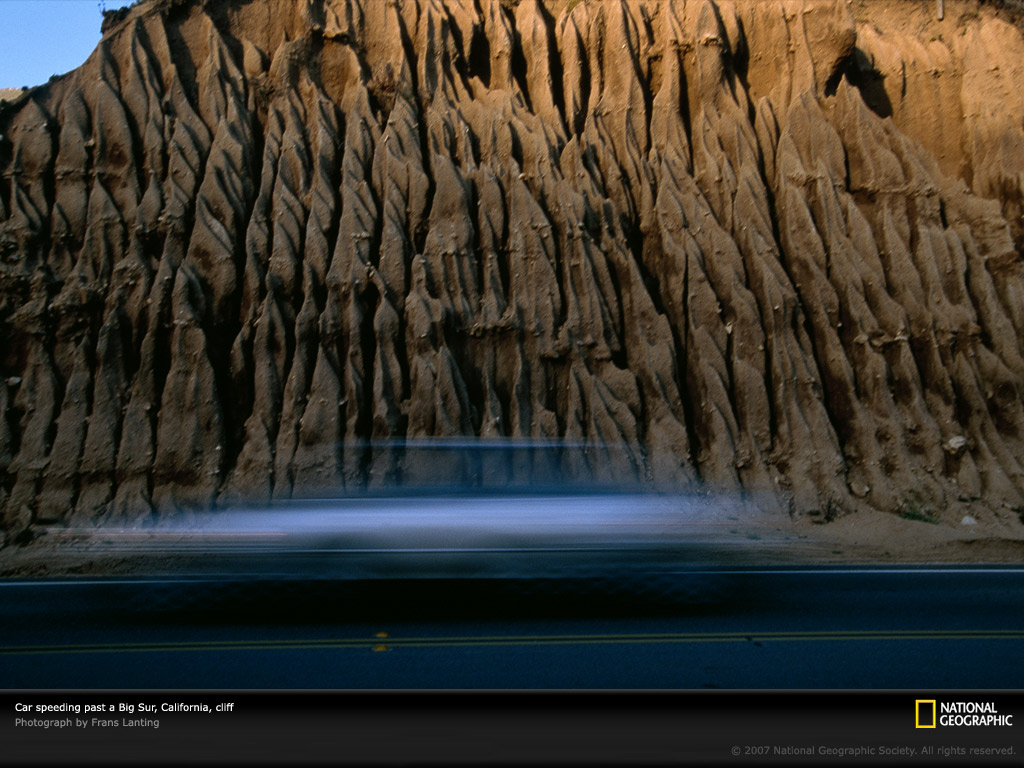 Car speeding past a Big Sur, California, cliff
Photograph by Frans Lanting
NATIONAL
GEOGRAPHIC
© 2007 National Geographic Society. All rights reserved.